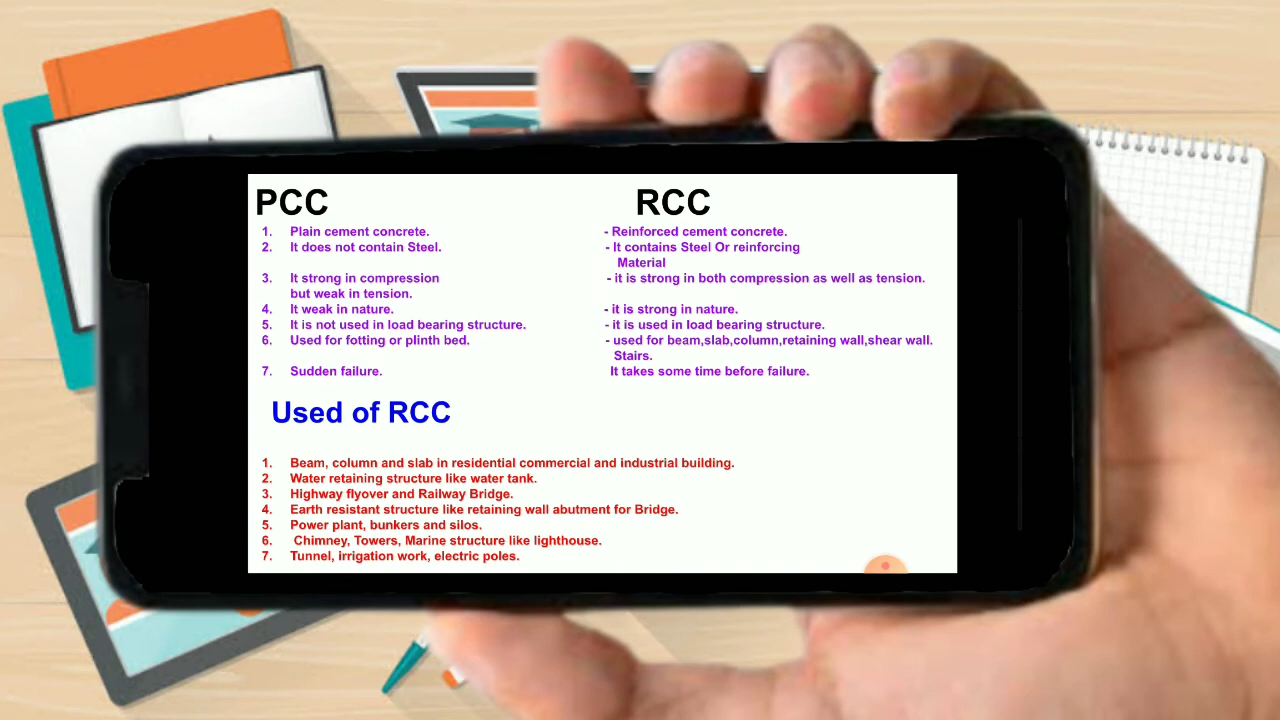 PCC RCC
1. Plain cement concrete. - Reinforced cement concrete.
2. It does not contain Steel. - It contains Steel Or reinforcing
Material
3. It strong in compression - it is strong in both compression as well as tension.
but weak in tension.
4. It weak in nature. - it is strong in nature.
5. It is not used in load bearing structure. - it is used in load bearing structure.
6. Used for fotting or plinth bed. - used for beam,slab,column,retaining wall,shear wall.
Stairs.
7. Sudden failure. It takes some time before failure.
Used of RCC
1. Beam, column and slab in residential commercial and industrial building.
2. Water retaining structure like water tank.
3. Highway flyover and Railway Bridge.
4. Earth resistant structure like retaining wall abutment for Bridge.
5. Power plant, bunkers and silos.
6. Chimney, Towers, Marine structure like lighthouse.
7. Tunnel, irrigation work, electric poles.